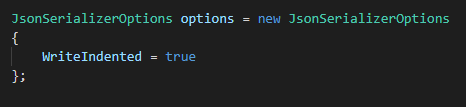 JsonSerializerOptions options = new JsonSerializerOptions
{
    WriteIndented = true
};